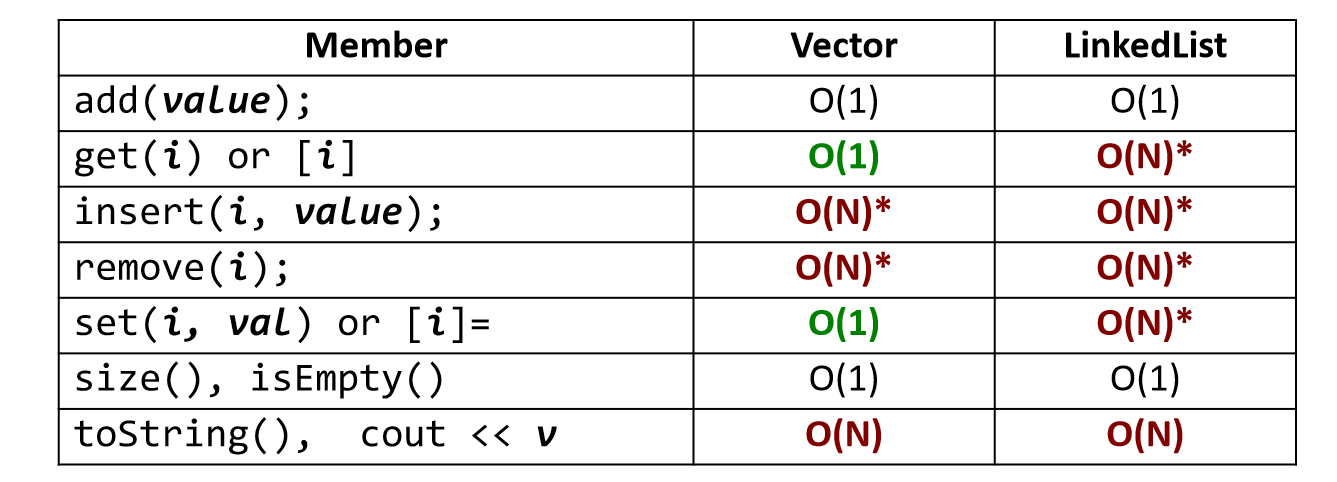 Member Vector LinkedList
add(value); O(1) O(1)
get(i) or [i] O(1) O(N)*
insert(i, value); O(N)* O(N)*
remove(i); O(N)* O(N)*
set(i, val) or [i]= O(1) O(N)*
size(), isEmpty() O(1) O(1)
toString(), cout << v O(N) O(N)